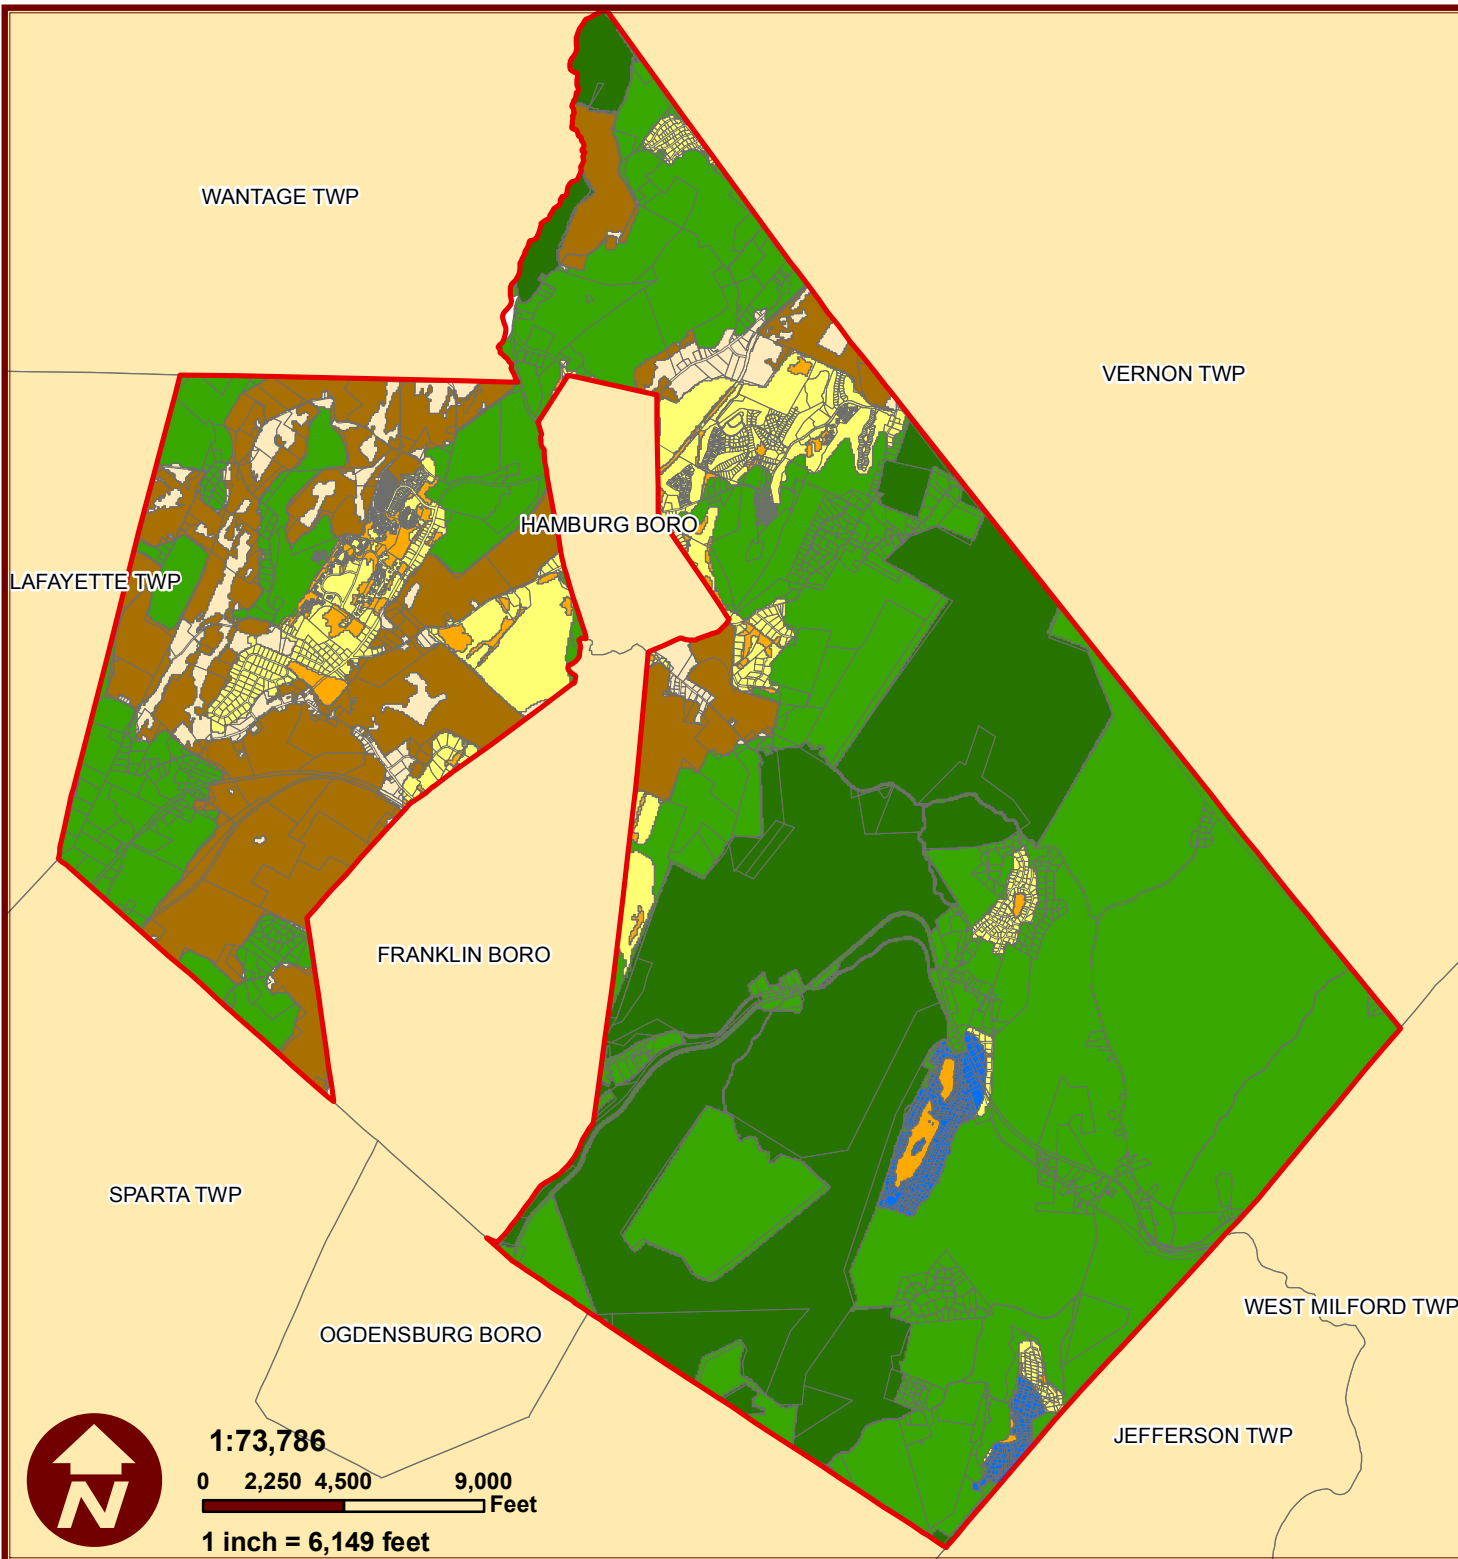 WANTAGE TWP
VERNON TWP
HAMBURG BORO
LAFAYETTE TWP
FRANKLIN BORO
SPARTA TWP
WEST MILFORD TWP
OGDENSBURG BORO
JEFFERSON TWP
1:73,786
0 2,250 4,500 9,000
Feet
N
1 inch = 6,149 feet